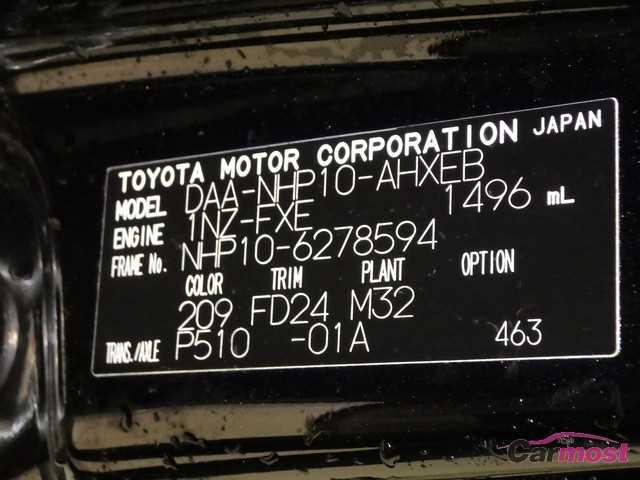 TOYOTA MOTOR CORPORATION JAPAN
MODEL DAA-NHP10-AHXEB
ENGINE 1NZ-FXE 1496 mL
FRAME No. NHP10-6278594
COLOR TRIM PLANT OPTION
209 FD24 M32
TRANS./AXLE P510 -01A 463
Carmost